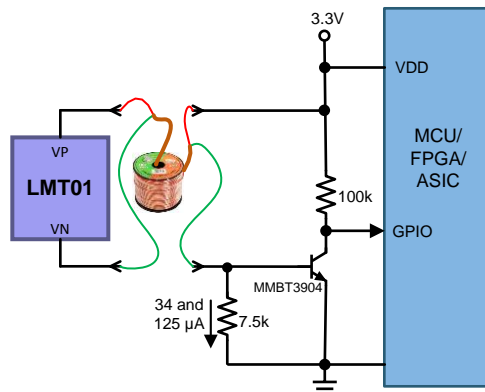 3.3V
VDD
MCU/
FPGA/
ASIC
VP
LMT01
VN
100k
GPIO
MMBT3904
34 and
125 µA
7.5k